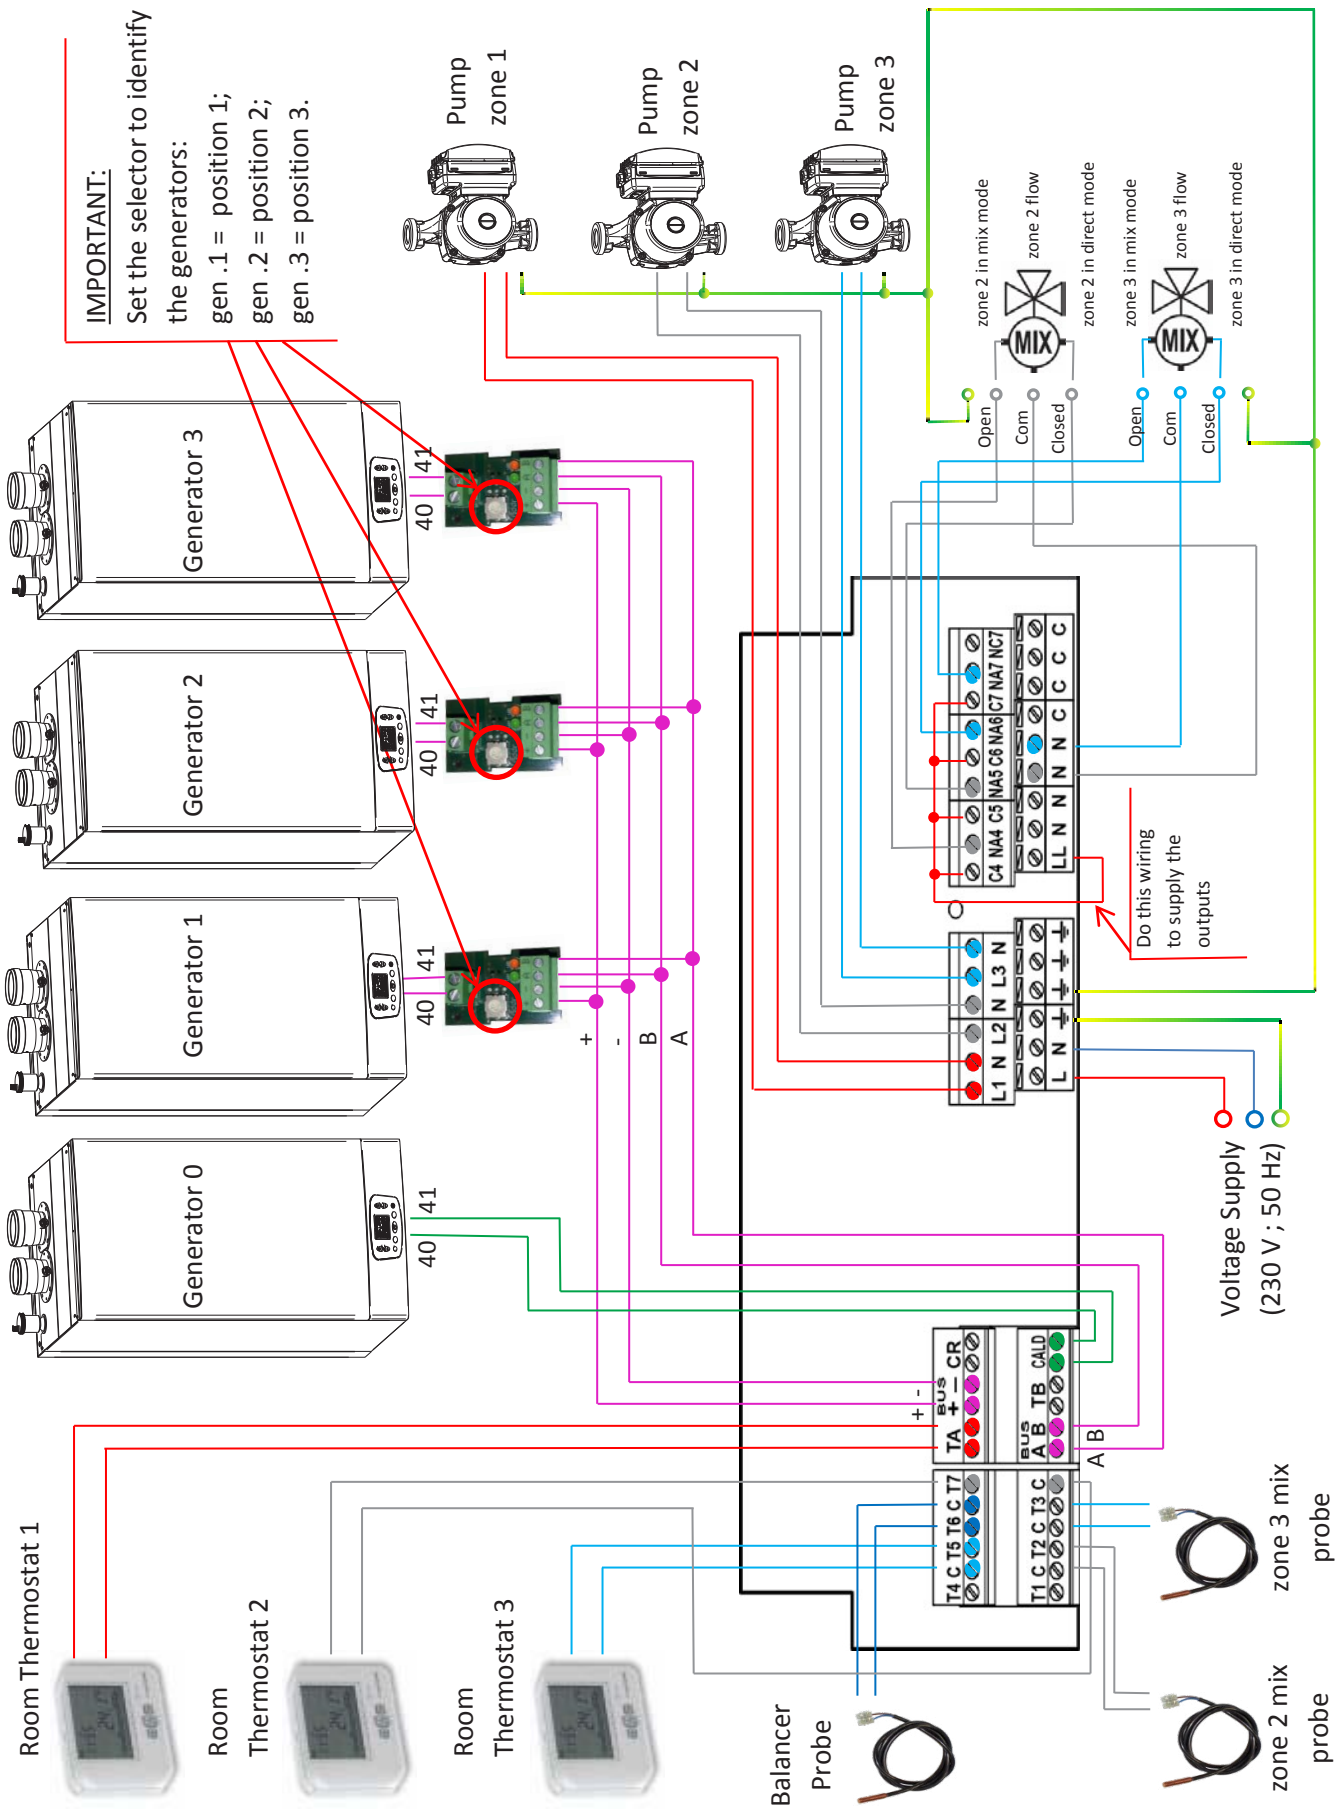 IMPORTANT:
Set the selector to identify
the generators:
gen .1 = position 1;
gen .2 = position 2;
gen .3 = position 3.
Generator 0
Generator 1
Generator 2
Generator 3
40 41
40 41
40 41
40 41
+
-
B
A
Pump
zone 1
Pump
zone 2
Pump
zone 3
Room Thermostat 1
Room
Thermostat 2
Room
Thermostat 3
Balancer
Probe
+ -
BUS
TA + - CR
BUS
A B TB CALD
A B
T4 C T5 T6 C T7
T1 C T2 C T3 C
L1 N L2 N L3 N
L N
C4 NA4 C5 NA5 C6 NA6 C7 NA7 NC7
LL N N N N C C C C
Do this wiring
to supply the
outputs
Voltage Supply
(230 V ; 50 Hz)
Open
Com
Closed
MIX
zone 2 in mix mode
zone 2 flow
zone 2 in direct mode
Open
Com
Closed
MIX
zone 3 in mix mode
zone 3 flow
zone 3 in direct mode
zone 2 mix
probe
zone 3 mix
probe